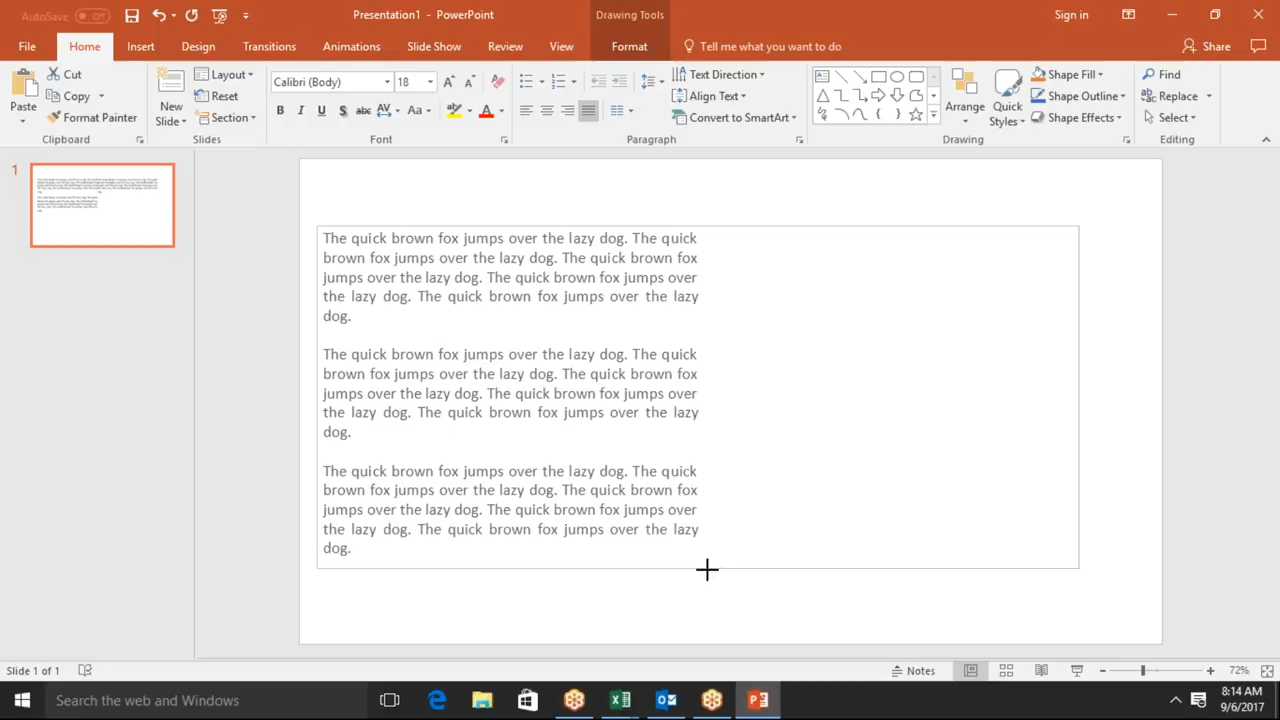 AutoSave Off
Presentation1 - PowerPoint
Drawing Tools
Sign in
File Home Insert Design Transitions Animations Slide Show Review View Format Tell me what you want to do Share
Paste
Cut
Copy
Format Painter
Clipboard
New Slide
Layout
Reset
Section
Slides
Calibri (Body) 18
B I U S abc AV Aa A
Font
Text Direction
Align Text
Convert to SmartArt
Paragraph
Arrange
Quick Styles
Shape Fill
Shape Outline
Shape Effects
Drawing
Find
Replace
Select
Editing
1
The quick brown fox jumps over the lazy dog. The quick
brown fox jumps over the lazy dog. The quick brown fox
jumps over the lazy dog. The quick brown fox jumps over
the lazy dog. The quick brown fox jumps over the lazy
dog.
The quick brown fox jumps over the lazy dog. The quick
brown fox jumps over the lazy dog. The quick brown fox
jumps over the lazy dog. The quick brown fox jumps over
the lazy dog. The quick brown fox jumps over the lazy
dog.
The quick brown fox jumps over the lazy dog. The quick
brown fox jumps over the lazy dog. The quick brown fox
jumps over the lazy dog. The quick brown fox jumps over
the lazy dog. The quick brown fox jumps over the lazy
dog.
Slide 1 of 1
Notes
72%
Search the web and Windows
8:14 AM
9/6/2017